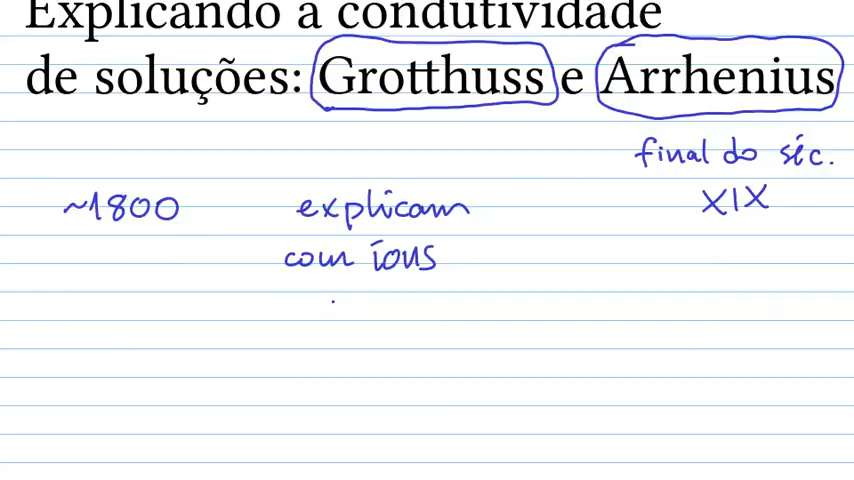 Explicando a condutividade
de soluções: Grotthuss e Arrhenius
final do séc.
XIX
~1800 explicam
com íons